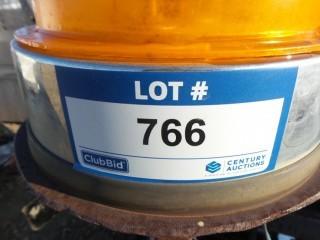 LOT #
766
ClubBid
CENTURY
AUCTIONS